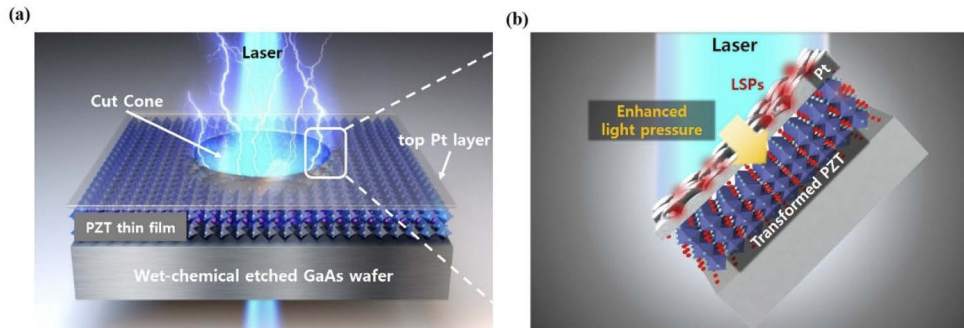 (a)
Laser
Cut Cone
top Pt layer
PZT thin film
Wet-chemical etched GaAs wafer
(b)
Laser
LSPs
Pt
Enhanced
light pressure
Transformed PZT